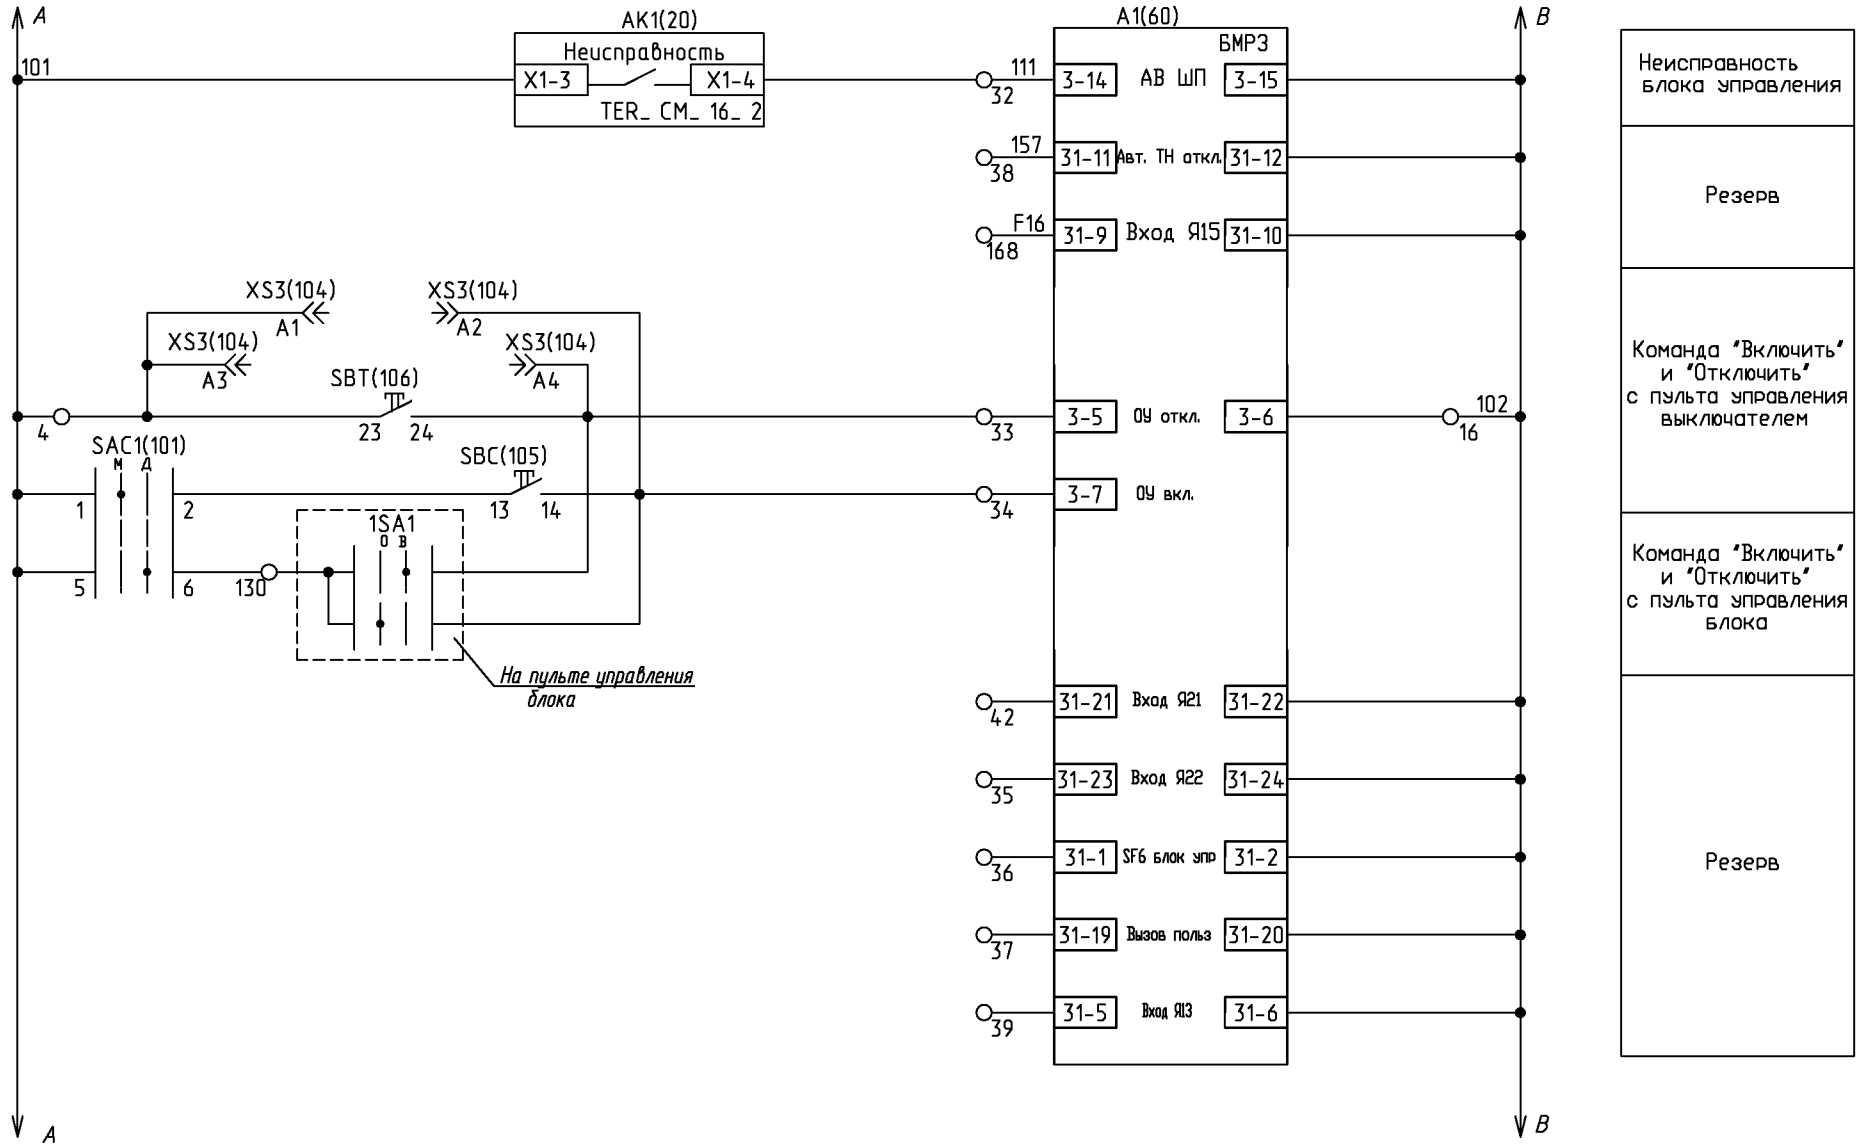 A
AK1(20)
A1(60)
B
101
Неисправность
X1-3
X1-4
TER_ CM_ 16_ 2
БМРЗ
111
32
3-14
АВ ШП
3-15
Неисправность
блока управления
157
38
31-11
Авт. ТН откл.
31-12
Резерв
F16
168
31-9
Вход Я15
31-10
XS3(104)
A1
XS3(104)
A2
XS3(104)
A3
XS3(104)
A4
SBT(106)
4
23
24
33
3-5
ОУ откл.
3-6
102
16
Команда "Включить"
и "Отключить"
с пульта управления
выключателем
SAC1(101)
М
Д
SBC(105)
1
2
13
14
34
3-7
ОУ вкл.
1SA1
О
В
5
6
130
Команда "Включить"
и "Отключить"
с пульта управления
блока
На пульте управления
блока
42
31-21
Вход Я21
31-22
35
31-23
Вход Я22
31-24
36
31-1
SF6 блок упр
31-2
Резерв
37
31-19
Вызов польз
31-20
39
31-5
Вход Я13
31-6
A
B